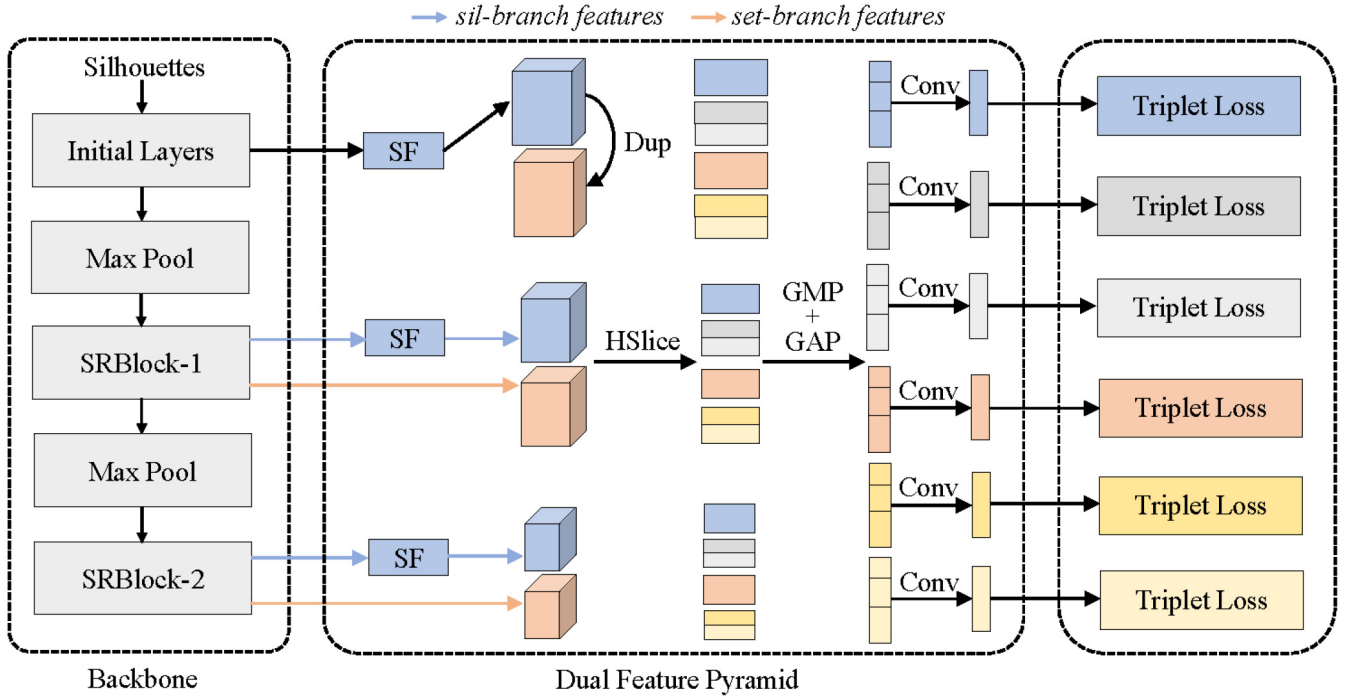 sil-branch features
set-branch features
Silhouettes
Initial Layers
Max Pool
SRBlock-1
Max Pool
SRBlock-2
Backbone
SF
Dup
SF
SF
HSlice
GMP
+
GAP
Conv
Conv
Conv
Conv
Conv
Conv
Dual Feature Pyramid
Triplet Loss
Triplet Loss
Triplet Loss
Triplet Loss
Triplet Loss
Triplet Loss